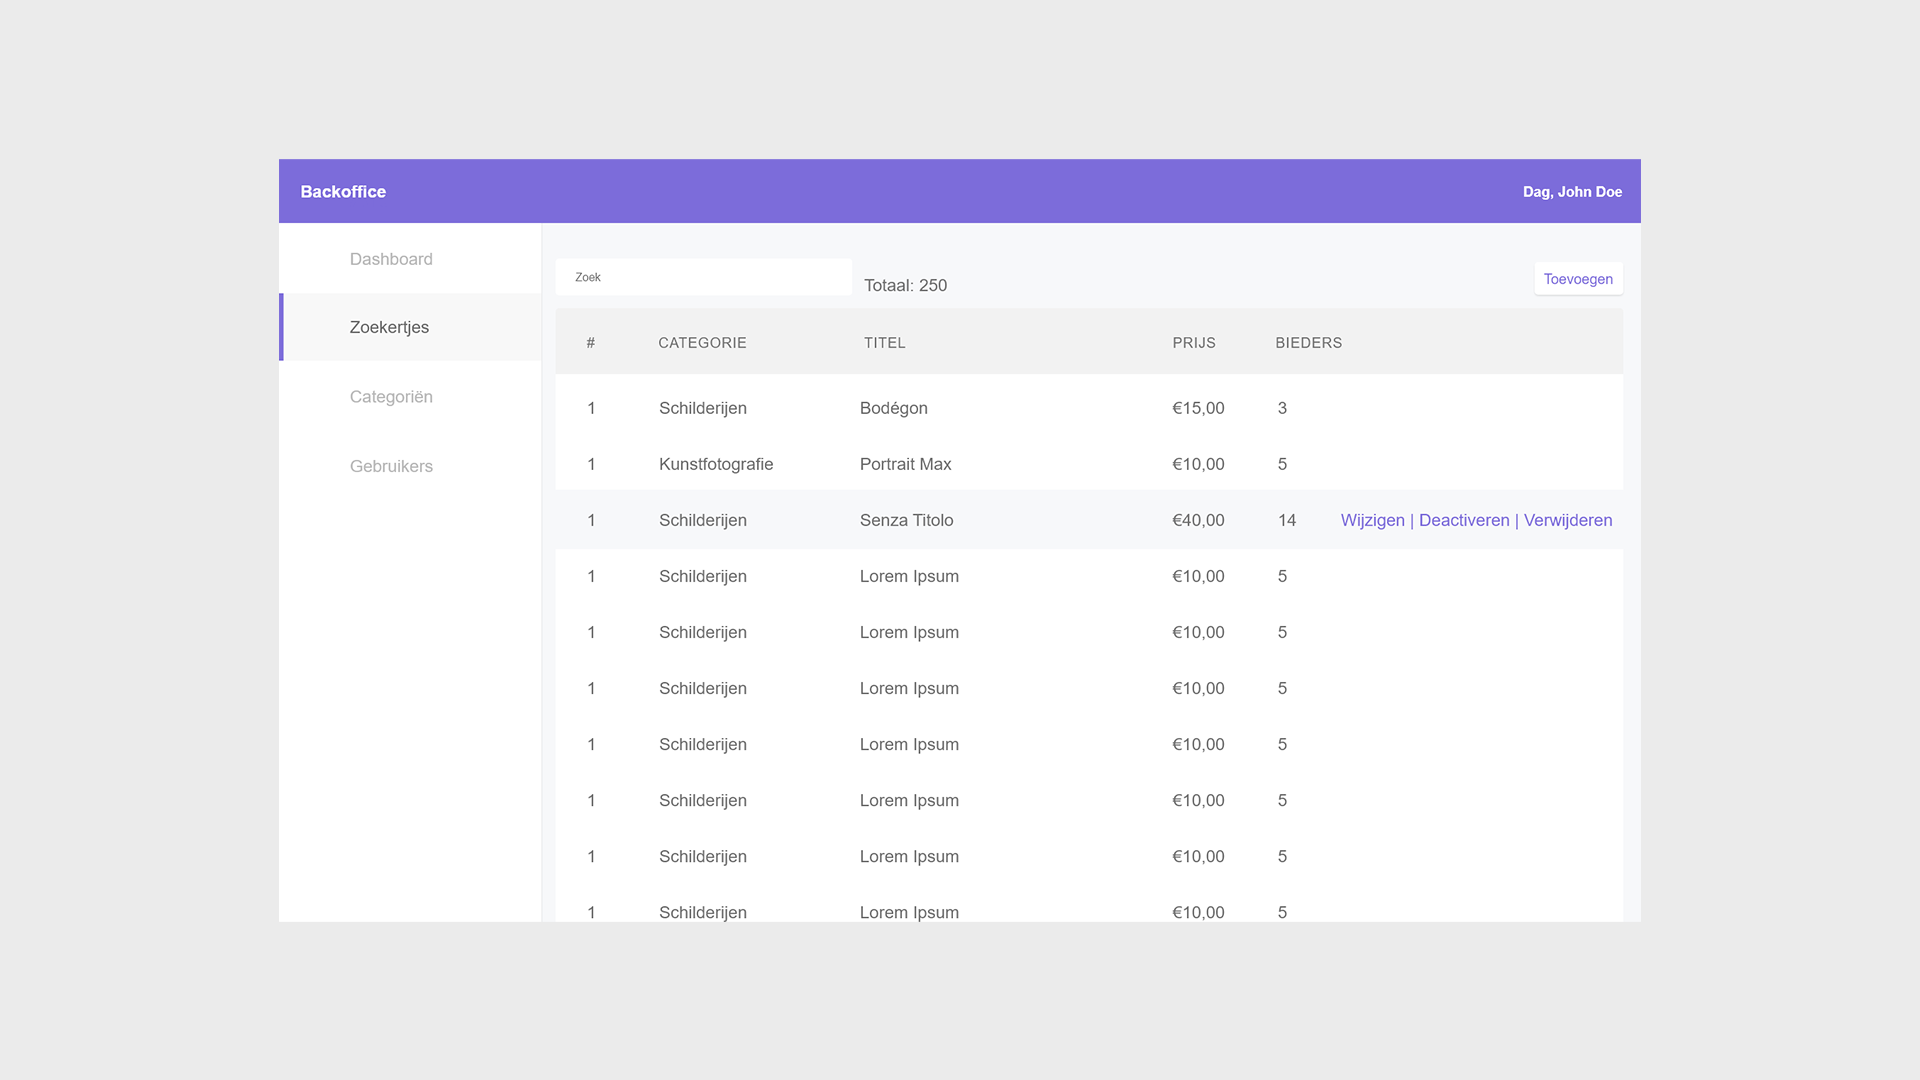 Backoffice
Dag, John Doe
Dashboard
Zoekertjes
Categoriën
Gebruikers
Zoek
Totaal: 250
Toevoegen
# CATEGORIE TITEL PRIJS BIEDERS
1 Schilderijen Bodégon €15,00 3
1 Kunstfotografie Portrait Max €10,00 5
1 Schilderijen Senza Titolo €40,00 14 Wijzigen | Deactiveren | Verwijderen
1 Schilderijen Lorem Ipsum €10,00 5
1 Schilderijen Lorem Ipsum €10,00 5
1 Schilderijen Lorem Ipsum €10,00 5
1 Schilderijen Lorem Ipsum €10,00 5
1 Schilderijen Lorem Ipsum €10,00 5
1 Schilderijen Lorem Ipsum €10,00 5
1 Schilderijen Lorem Ipsum €10,00 5